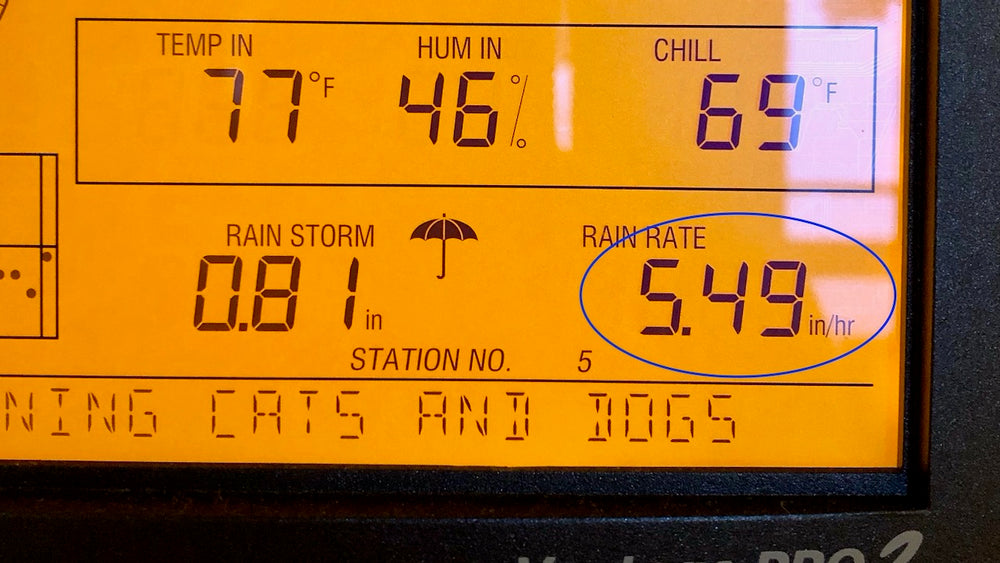 TEMP IN HUM IN CHILL
77°F 46% 69°F
RAIN STORM RAIN RATE
0.81 in 5.49 in/hr
STATION NO. 5
CATS AND DOGS
PRO2